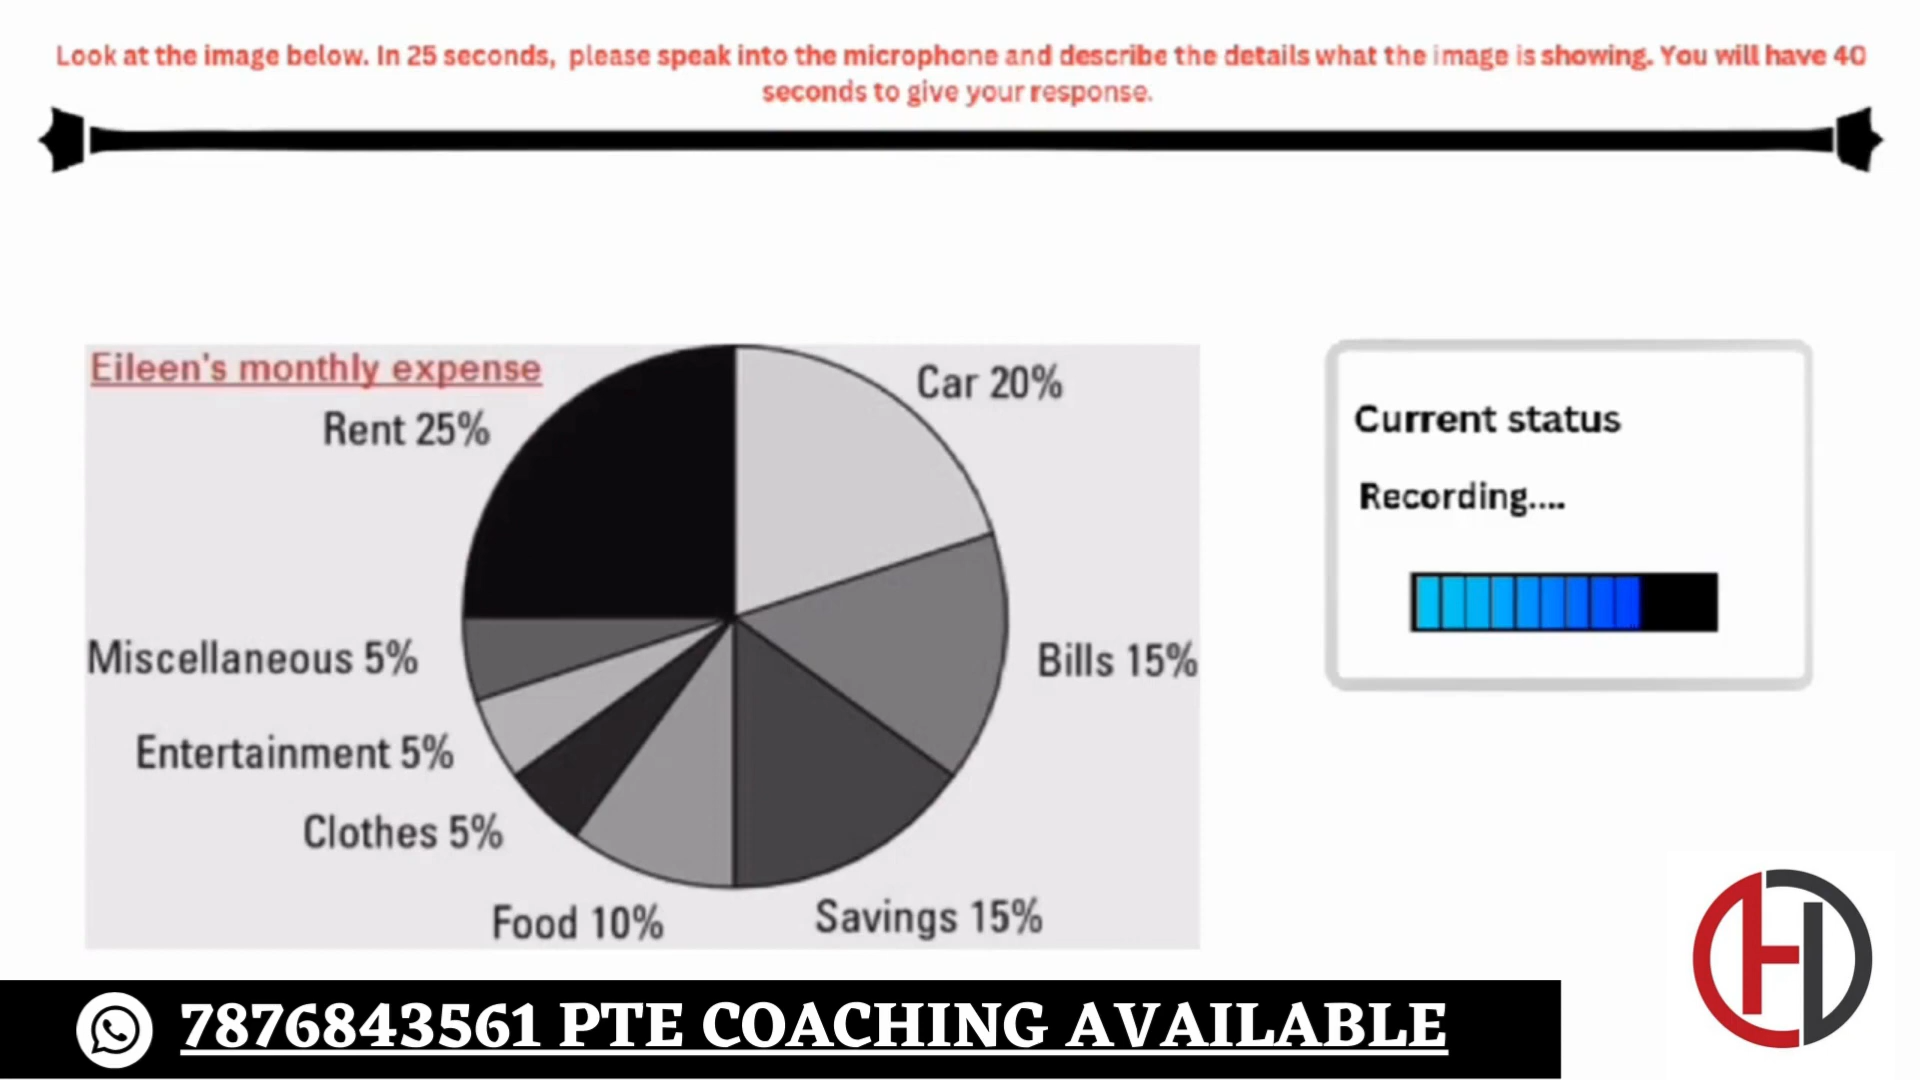 Look at the image below. In 25 seconds, please speak into the microphone and describe the details what the image is showing. You will have 40
seconds to give your response.
Eileen's monthly expense
Car 20%
Rent 25%
Current status
Recording....
Miscellaneous 5%
Bills 15%
Entertainment 5%
Clothes 5%
Food 10%
Savings 15%
7876843561 PTE COACHING AVAILABLE